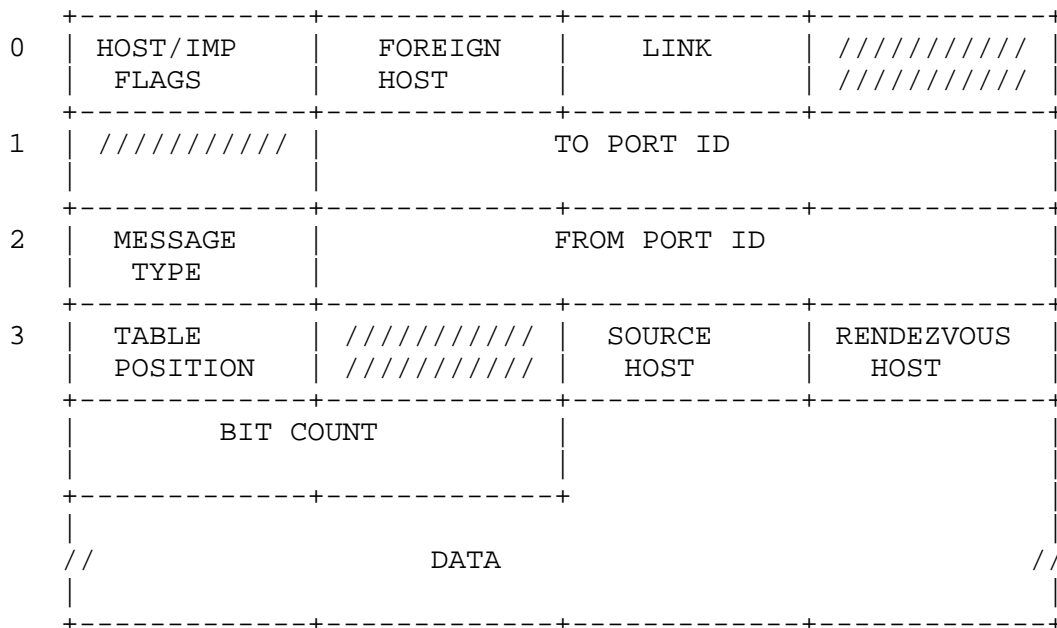 0 HOST/IMP FOREIGN LINK ///////////
FLAGS HOST ///////////
1 /////////// TO PORT ID
2 MESSAGE FROM PORT ID
TYPE
3 TABLE /////////// SOURCE RENDEZVOUS
POSITION /////////// HOST HOST
BIT COUNT
// DATA //